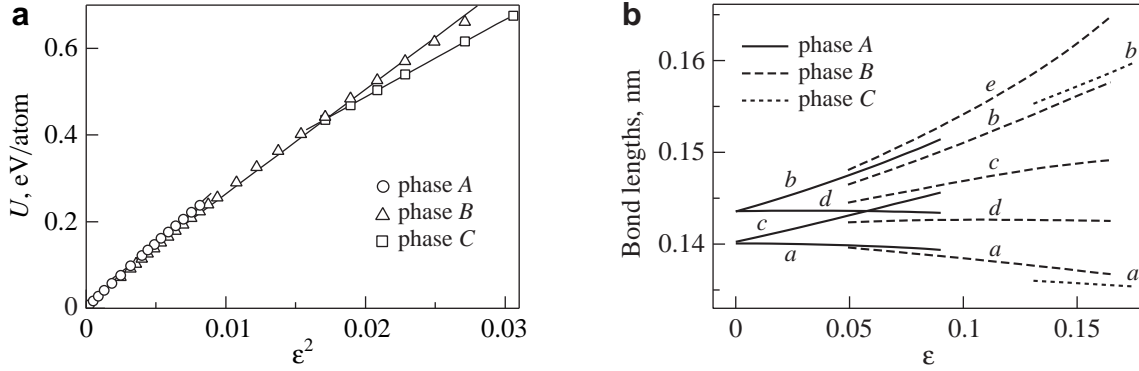 a
U, eV/atom
0.6
0.4
0.2
0
phase A
phase B
phase C
0
0.01
0.02
0.03
ε²
b
Bond lengths, nm
0.16
0.15
0.14
phase A
phase B
phase C
b
e
b
c
b
d
d
c
a
a
a
0
0.05
0.1
0.15
ε